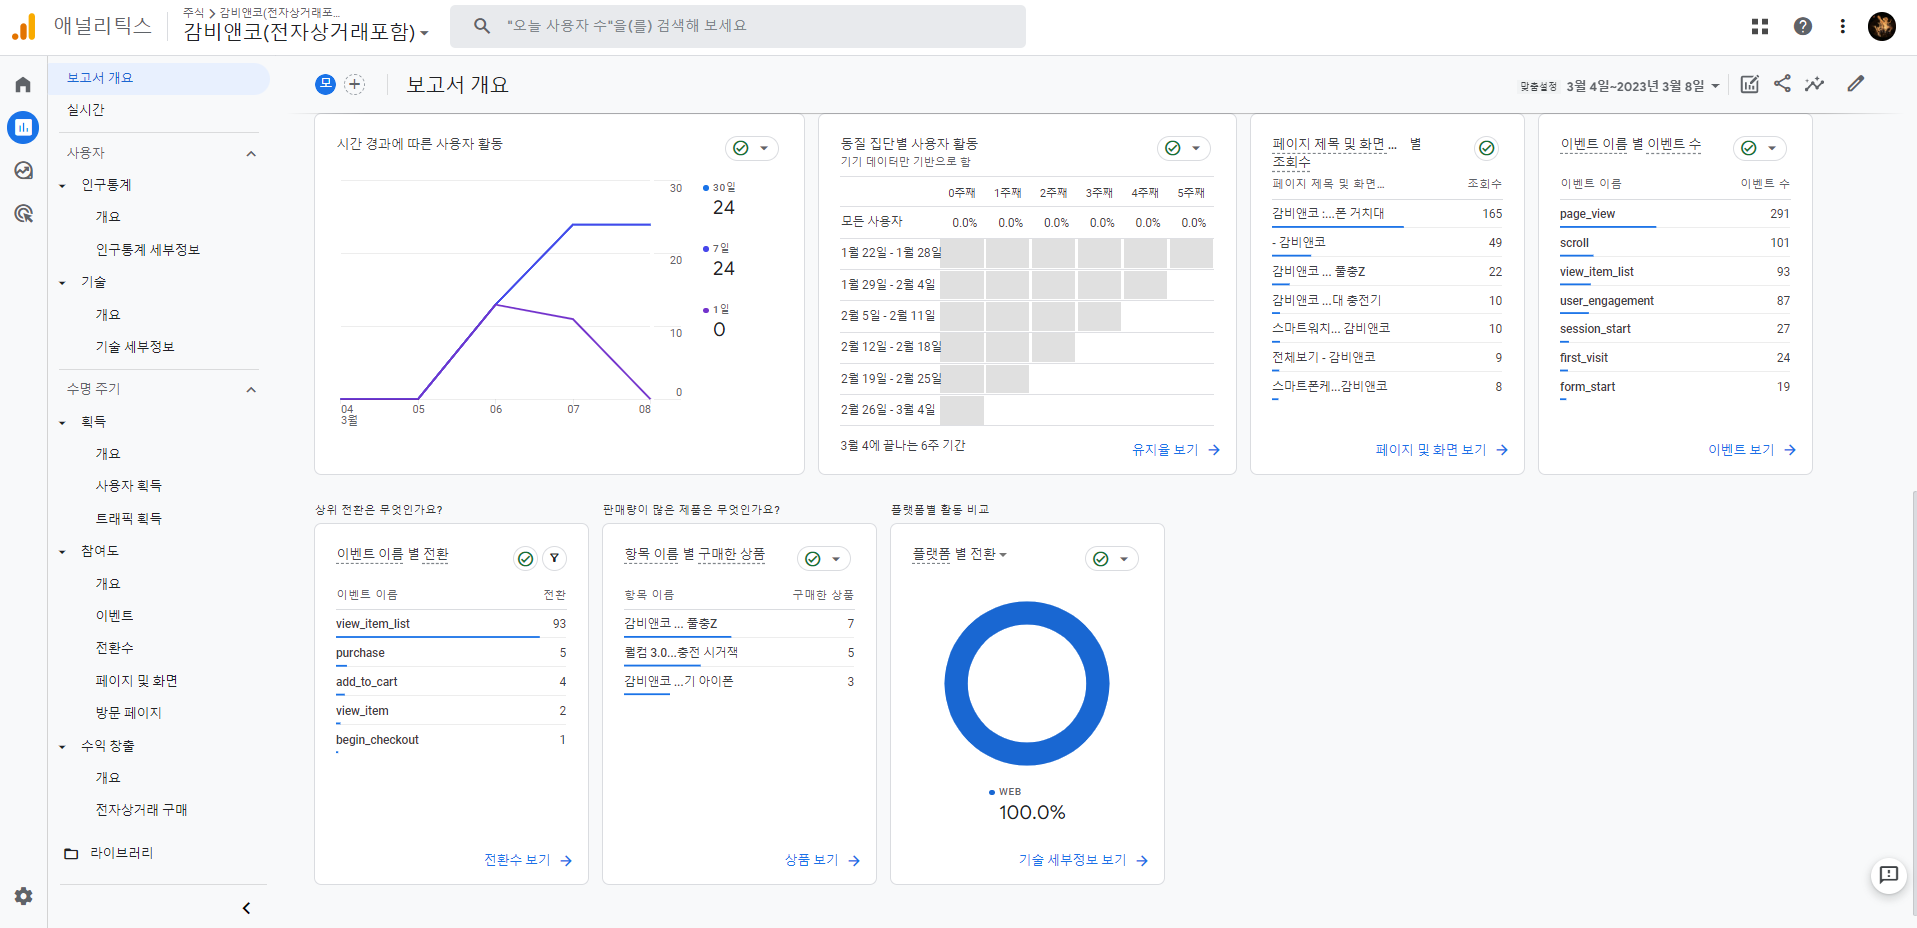 애널리틱스
주식 > 감비앤코(전자상거래포...
감비앤코(전자상거래포함)
"오늘 사용자 수"을(를) 검색해 보세요
보고서 개요
실시간
사용자
인구통계
개요
인구통계 세부정보
기술
개요
기술 세부정보
수명 주기
획득
개요
사용자 획득
트래픽 획득
참여도
개요
이벤트
전환수
페이지 및 화면
방문 페이지
수익 창출
개요
전자상거래 구매
라이브러리
모
보고서 개요
맞춤설정 3월 4일~2023년 3월 8일
시간 경과에 따른 사용자 활동
30
20
10
0
04
3월
05
06
07
08
30일
24
7일
24
1일
0
동질 집단별 사용자 활동
기기 데이터만 기반으로 함
0주째 1주째 2주째 3주째 4주째 5주째
모든 사용자 0.0% 0.0% 0.0% 0.0% 0.0% 0.0%
1월 22일 - 1월 28일
1월 29일 - 2월 4일
2월 5일 - 2월 11일
2월 12일 - 2월 18일
2월 19일 - 2월 25일
2월 26일 - 3월 4일
3월 4에 끝나는 6주 기간
유지율 보기
페이지 제목 및 화면... 별
조회수
페이지 제목 및 화면... 조회수
감비앤코 :...폰 거치대 165
- 감비앤코 49
감비앤코 ... 풀충Z 22
감비앤코 ...대 충전기 10
스마트워치... 감비앤코 10
전체보기 - 감비앤코 9
스마트폰케...감비앤코 8
페이지 및 화면 보기
이벤트 이름 별 이벤트 수
이벤트 이름 이벤트 수
page_view 291
scroll 101
view_item_list 93
user_engagement 87
session_start 27
first_visit 24
form_start 19
이벤트 보기
상위 전환은 무엇인가요?
이벤트 이름 별 전환
이벤트 이름 전환
view_item_list 93
purchase 5
add_to_cart 4
view_item 2
begin_checkout 1
전환수 보기
판매량이 많은 제품은 무엇인가요?
항목 이름 별 구매한 상품
항목 이름 구매한 상품
감비앤코 ... 풀충Z 7
퀄컴 3.0...충전 시거잭 5
감비앤코 ...기 아이폰 3
상품 보기
플랫폼별 활동 비교
플랫폼 별 전환
WEB
100.0%
기술 세부정보 보기